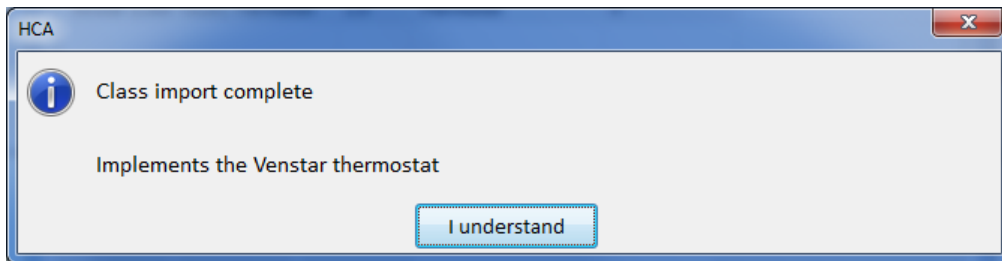 HCA
Class import complete
Implements the Venstar thermostat
I understand